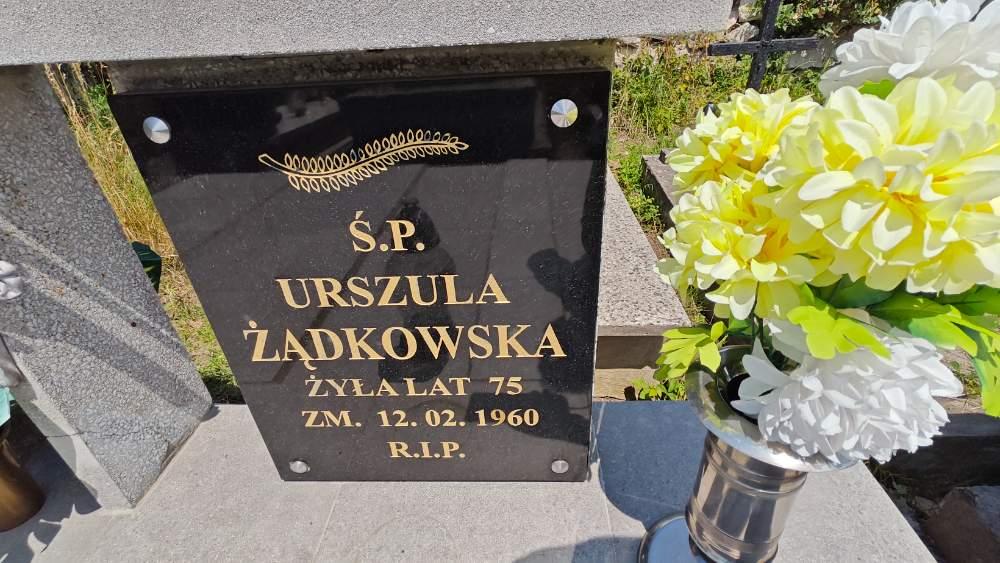 Ś.P.
URSZULA
ŻĄDKOWSKA
ŻYŁA LAT 75
ZM. 12. 02. 1960
R.I.P.